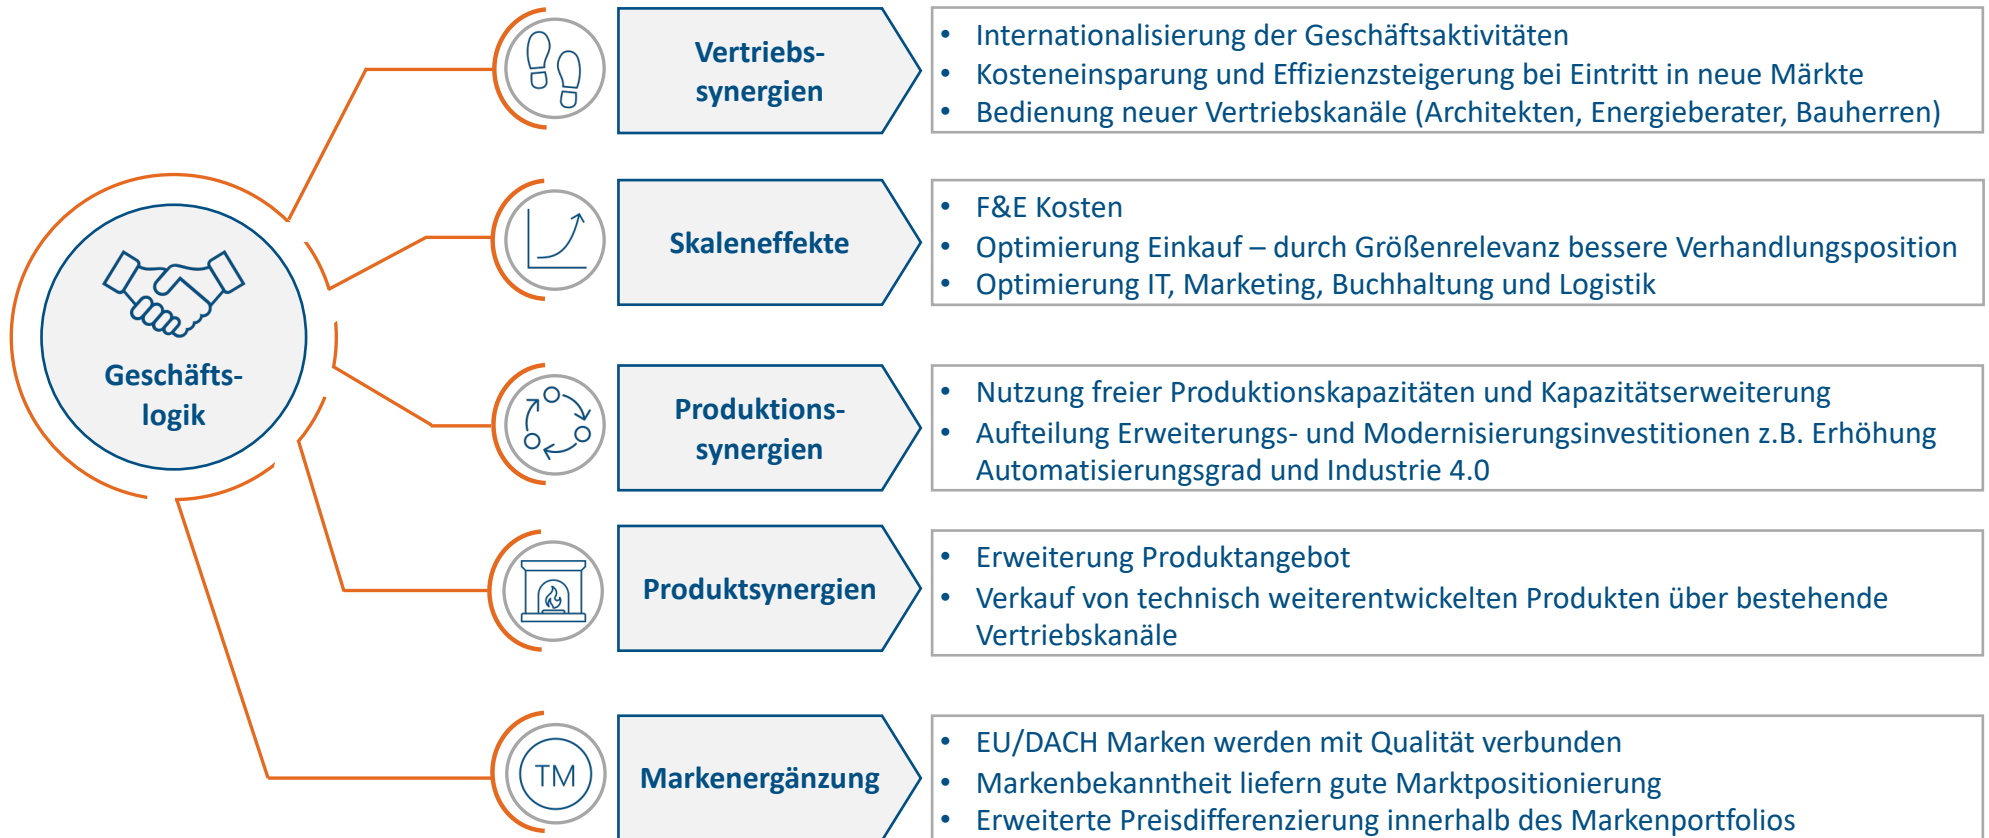 Geschäfts-
logik
Vertriebs-
synergien
• Internationalisierung der Geschäftsaktivitäten
• Kosteneinsparung und Effizienzsteigerung bei Eintritt in neue Märkte
• Bedienung neuer Vertriebskanäle (Architekten, Energieberater, Bauherren)
Skaleneffekte
• F&E Kosten
• Optimierung Einkauf – durch Größenrelevanz bessere Verhandlungsposition
• Optimierung IT, Marketing, Buchhaltung und Logistik
Produktions-
synergien
• Nutzung freier Produktionskapazitäten und Kapazitätserweiterung
• Aufteilung Erweiterungs- und Modernisierungsinvestitionen z.B. Erhöhung
Automatisierungsgrad und Industrie 4.0
Produktsynergien
• Erweiterung Produktangebot
• Verkauf von technisch weiterentwickelten Produkten über bestehende
Vertriebskanäle
TM
Markenergänzung
• EU/DACH Marken werden mit Qualität verbunden
• Markenbekanntheit liefern gute Marktpositionierung
• Erweiterte Preisdifferenzierung innerhalb des Markenportfolios